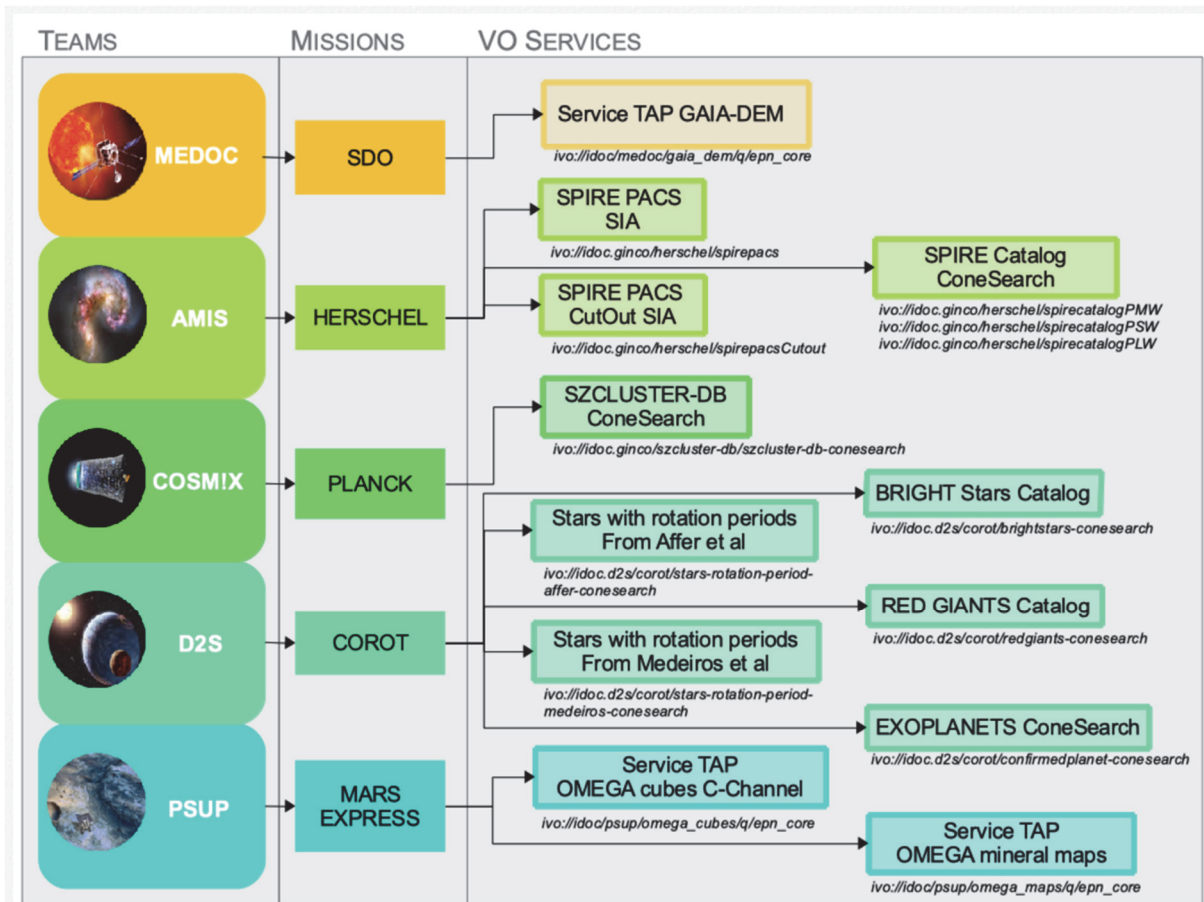 TEAMS
MISSIONS
VO SERVICES
MEDOC
SDO
Service TAP GAIA-DEM
ivo://idoc/medoc/gaia_dem/q/epn_core
AMIS
HERSCHEL
SPIRE PACS
SIA
ivo://idoc.ginco/herschel/spirepacs
SPIRE PACS
CutOut SIA
ivo://idoc.ginco/herschel/spirepacsCutout
SPIRE Catalog
ConeSearch
ivo://idoc.ginco/herschel/spirecatalogPMW
ivo://idoc.ginco/herschel/spirecatalogPSW
ivo://idoc.ginco/herschel/spirecatalogPLW
COSM!X
PLANCK
SZCLUSTER-DB
ConeSearch
ivo://idoc.ginco/szcluster-db/szcluster-db-conesearch
D2S
COROT
Stars with rotation periods
From Affer et al
ivo://idoc.d2s/corot/stars-rotation-period-
affer-conesearch
Stars with rotation periods
From Medeiros et al
ivo://idoc.d2s/corot/stars-rotation-period-
medeiros-conesearch
BRIGHT Stars Catalog
ivo://idoc.d2s/corot/brightstars-conesearch
RED GIANTS Catalog
ivo://idoc.d2s/corot/redgiants-conesearch
EXOPLANETS ConeSearch
ivo://idoc.d2s/corot/confirmedplanet-conesearch
PSUP
MARS
EXPRESS
Service TAP
OMEGA cubes C-Channel
ivo://idoc/psup/omega_cubes/q/epn_core
Service TAP
OMEGA mineral maps
ivo://idoc/psup/omega_maps/q/epn_core